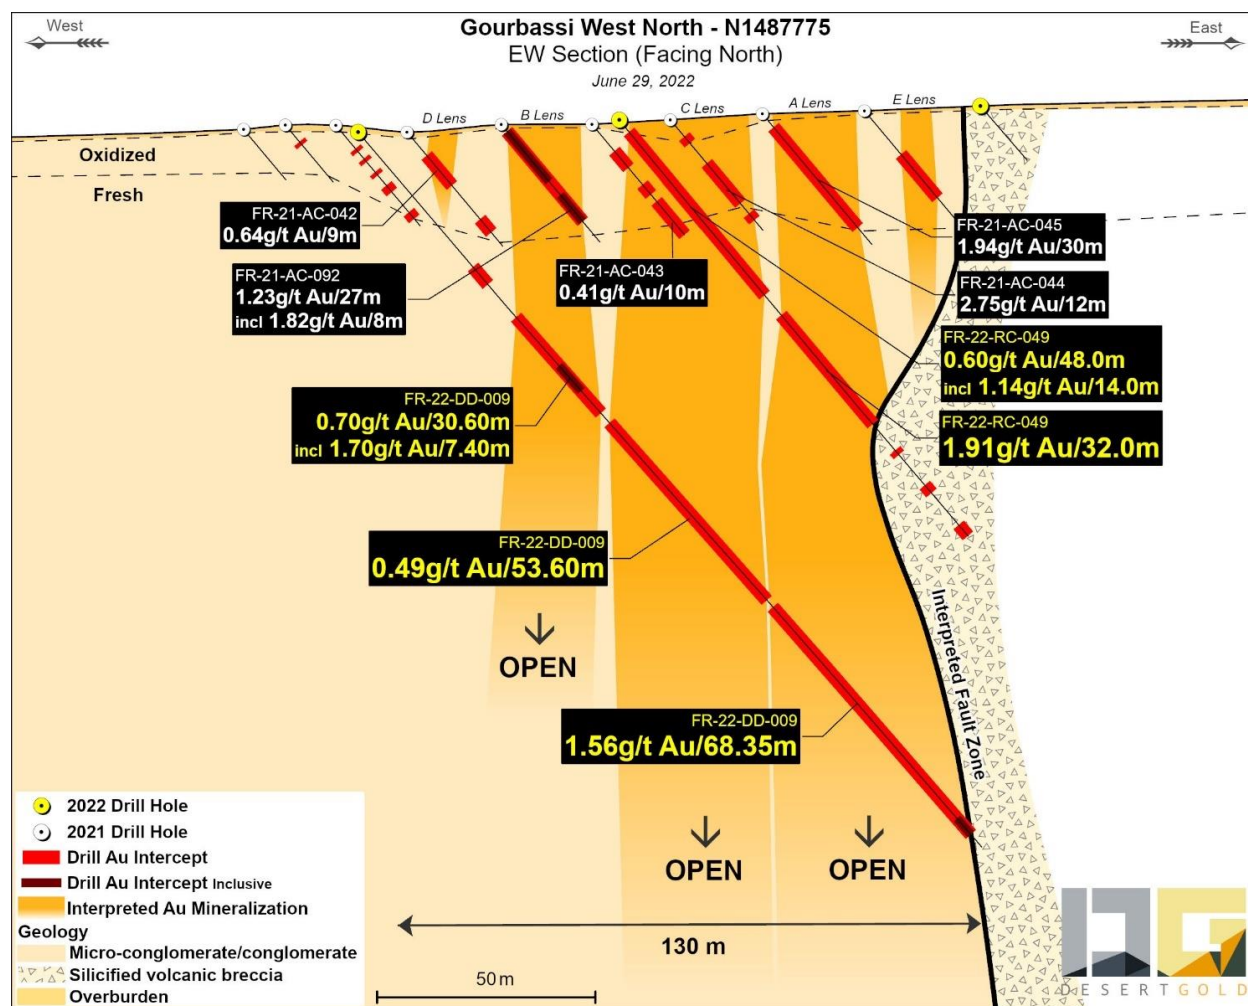 West
Gourbassi West North - N1487775
East
EW Section (Facing North)
June 29, 2022
D Lens
B Lens
C Lens
A Lens
E Lens
Oxidized
Fresh
FR-21-AC-042
0.64g/t Au/9m
FR-21-AC-092
1.23g/t Au/27m
incl 1.82g/t Au/8m
FR-21-AC-043
0.41g/t Au/10m
FR-21-AC-045
1.94g/t Au/30m
FR-21-AC-044
2.75g/t Au/12m
FR-22-RC-049
0.60g/t Au/48.0m
incl 1.14g/t Au/14.0m
FR-22-RC-049
1.91g/t Au/32.0m
FR-22-DD-009
0.70g/t Au/30.60m
incl 1.70g/t Au/7.40m
FR-22-DD-009
0.49g/t Au/53.60m
OPEN
Interpreted Fault Zone
FR-22-DD-009
1.56g/t Au/68.35m
OPEN
OPEN
130 m
50 m
2022 Drill Hole
2021 Drill Hole
Drill Au Intercept
Drill Au Intercept Inclusive
Interpreted Au Mineralization
Geology
Micro-conglomerate/conglomerate
Silicified volcanic breccia
Overburden
DG
DESERT GOLD